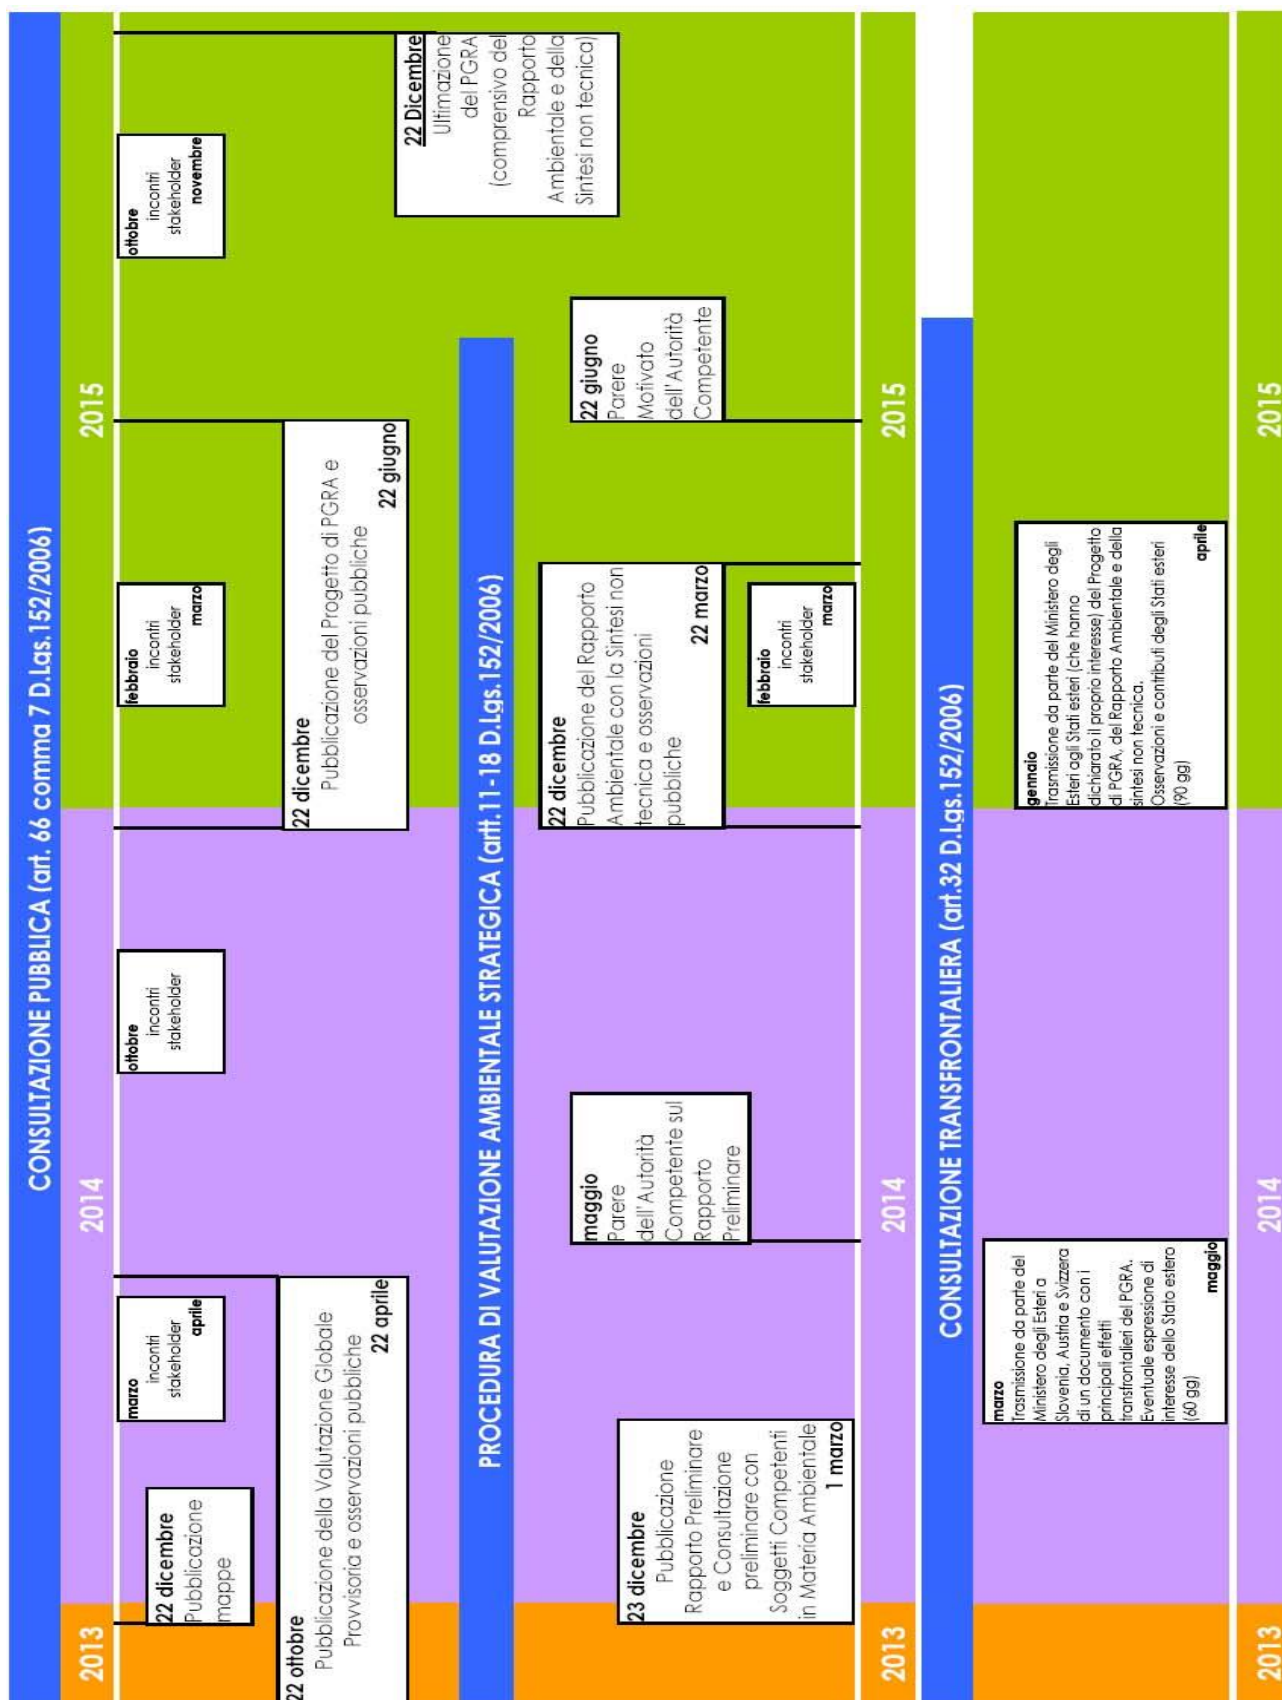 CONSULTAZIONE PUBBLICA (art. 66 comma 7 D.Lgs.152/2006)
2013
2014
2015
22 dicembre
Pubblicazione
mappe
marzo
incontri
stakeholder
aprile
ottobre
incontri
stakeholder
febbraio
incontri
stakeholder
marzo
ottobre
incontri
stakeholder
novembre
22 ottobre
Pubblicazione della Valutazione Globale
Provvisoria e osservazioni pubbliche
22 aprile
22 dicembre
Pubblicazione del Progetto di PGRA e
osservazioni pubbliche
22 giugno
22 Dicembre
Ultimazione
del PGRA
(comprensivo del
Rapporto
Ambientale e della
Sintesi non tecnica)
PROCEDURA DI VALUTAZIONE AMBIENTALE STRATEGICA (artt.11-18 D.Lgs.152/2006)
23 dicembre
Pubblicazione
Rapporto Preliminare
e Consultazione
preliminare con
Soggetti Competenti
in Materia Ambientale
1 marzo
maggio
Parere
dell'Autorità
Competente sul
Rapporto
Preliminare
22 dicembre
Pubblicazione del Rapporto
Ambientale con la Sintesi non
tecnica e osservazioni
pubbliche
22 marzo
febbraio
incontri
stakeholder
marzo
22 giugno
Parere
Motivato
dell'Autorità
Competente
2013
2014
2015
CONSULTAZIONE TRANSFRONTALIERA (art.32 D.Lgs.152/2006)
marzo
Trasmissione da parte del
Ministero degli Esteri a
Slovenia, Austria e Svizzera
di un documento con i
principali effetti
transfrontalieri del PGRA.
Eventuale espressione di
interesse dello Stato estero
(60 gg)
maggio
gennaio
Trasmissione da parte del Ministero degli
Esteri agli Stati esteri (che hanno
dichiarato il proprio interesse) del Progetto
di PGRA, del Rapporto Ambientale e della
sintesi non tecnica.
Osservazioni e contributi degli Stati esteri
(90 gg)
aprile
2013
2014
2015